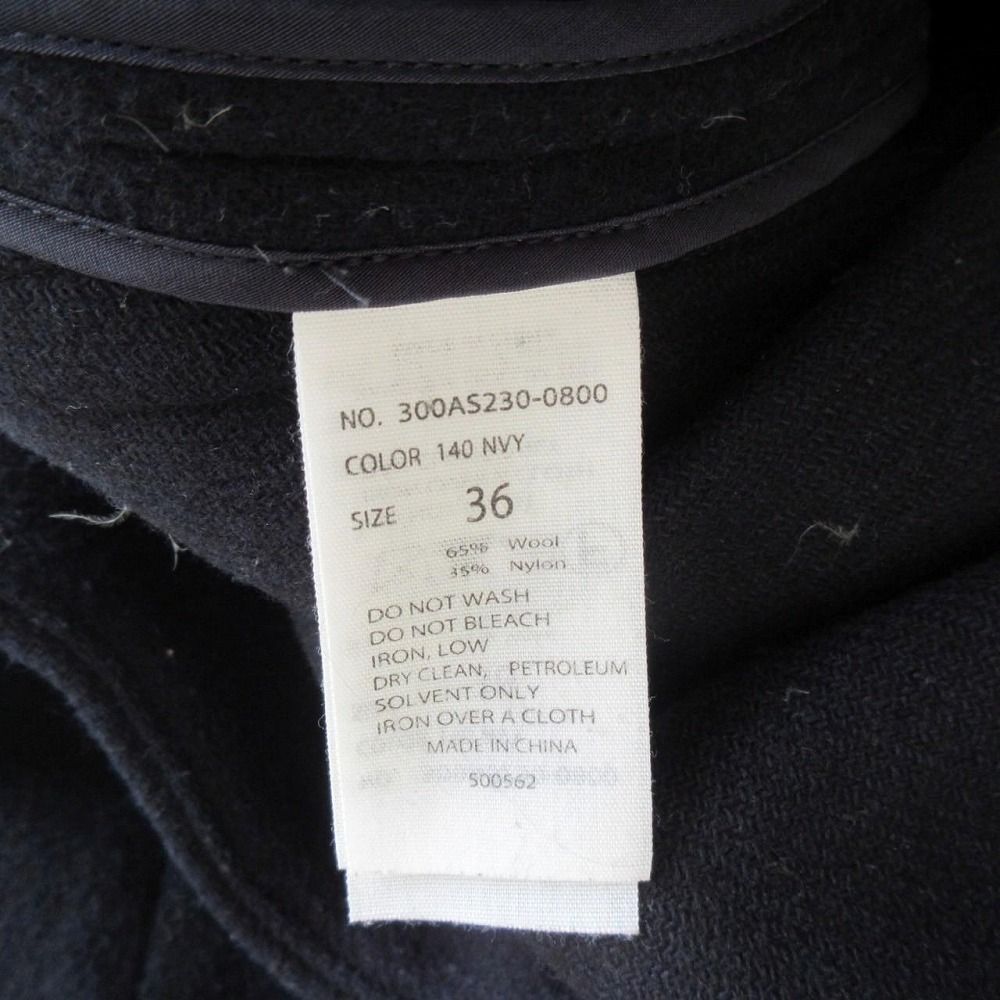 NO. 300AS230-0800
COLOR 140 NVY
SIZE 36
65% Wool
35% Nylon
DO NOT WASH
DO NOT BLEACH
IRON, LOW
DRY CLEAN, PETROLEUM
SOLVENT ONLY
IRON OVER A CLOTH
MADE IN CHINA
500562